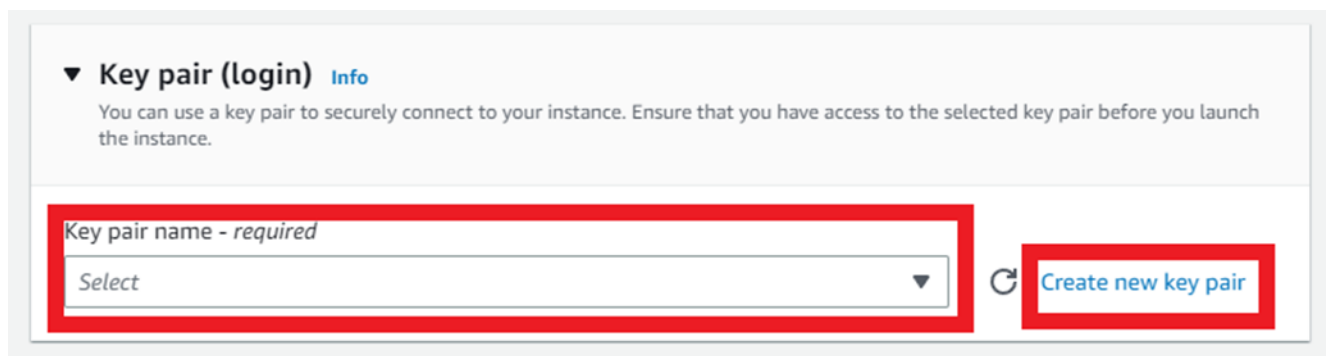 Key pair (login) Info
You can use a key pair to securely connect to your instance. Ensure that you have access to the selected key pair before you launch
the instance.
Key pair name - required
Select
Create new key pair